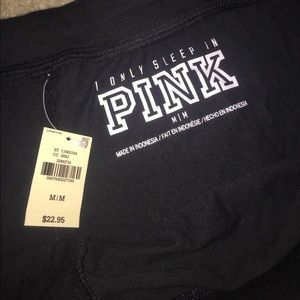 I ONLY SLEEP IN
PINK
M|M
MADE IN INDONESIA / FAIT EN INDONÉSIE / HECHO EN INDONESIA
M|M
$22.95